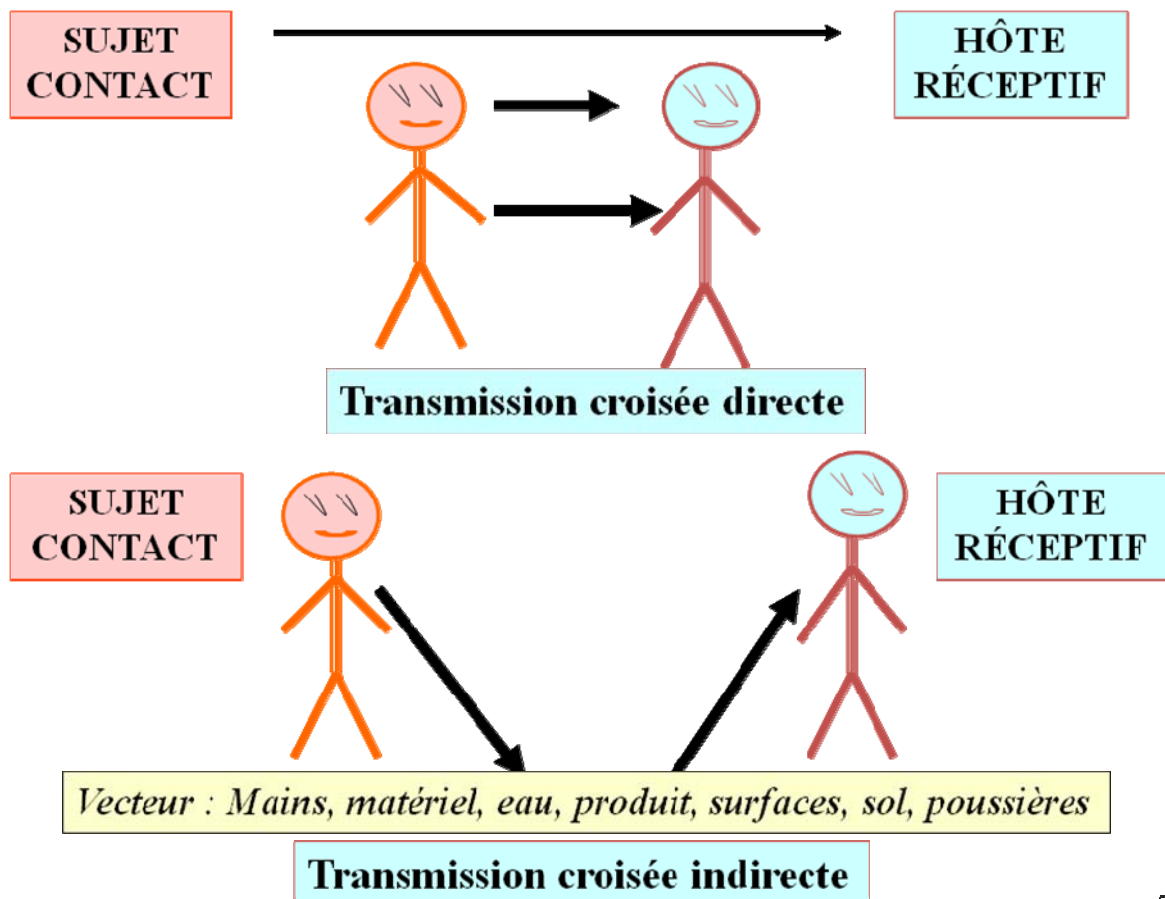 SUJET
CONTACT
HÔTE
RÉCEPTIF
Transmission croisée directe
SUJET
CONTACT
HÔTE
RÉCEPTIF
Vecteur : Mains, matériel, eau, produit, surfaces, sol, poussières
Transmission croisée indirecte